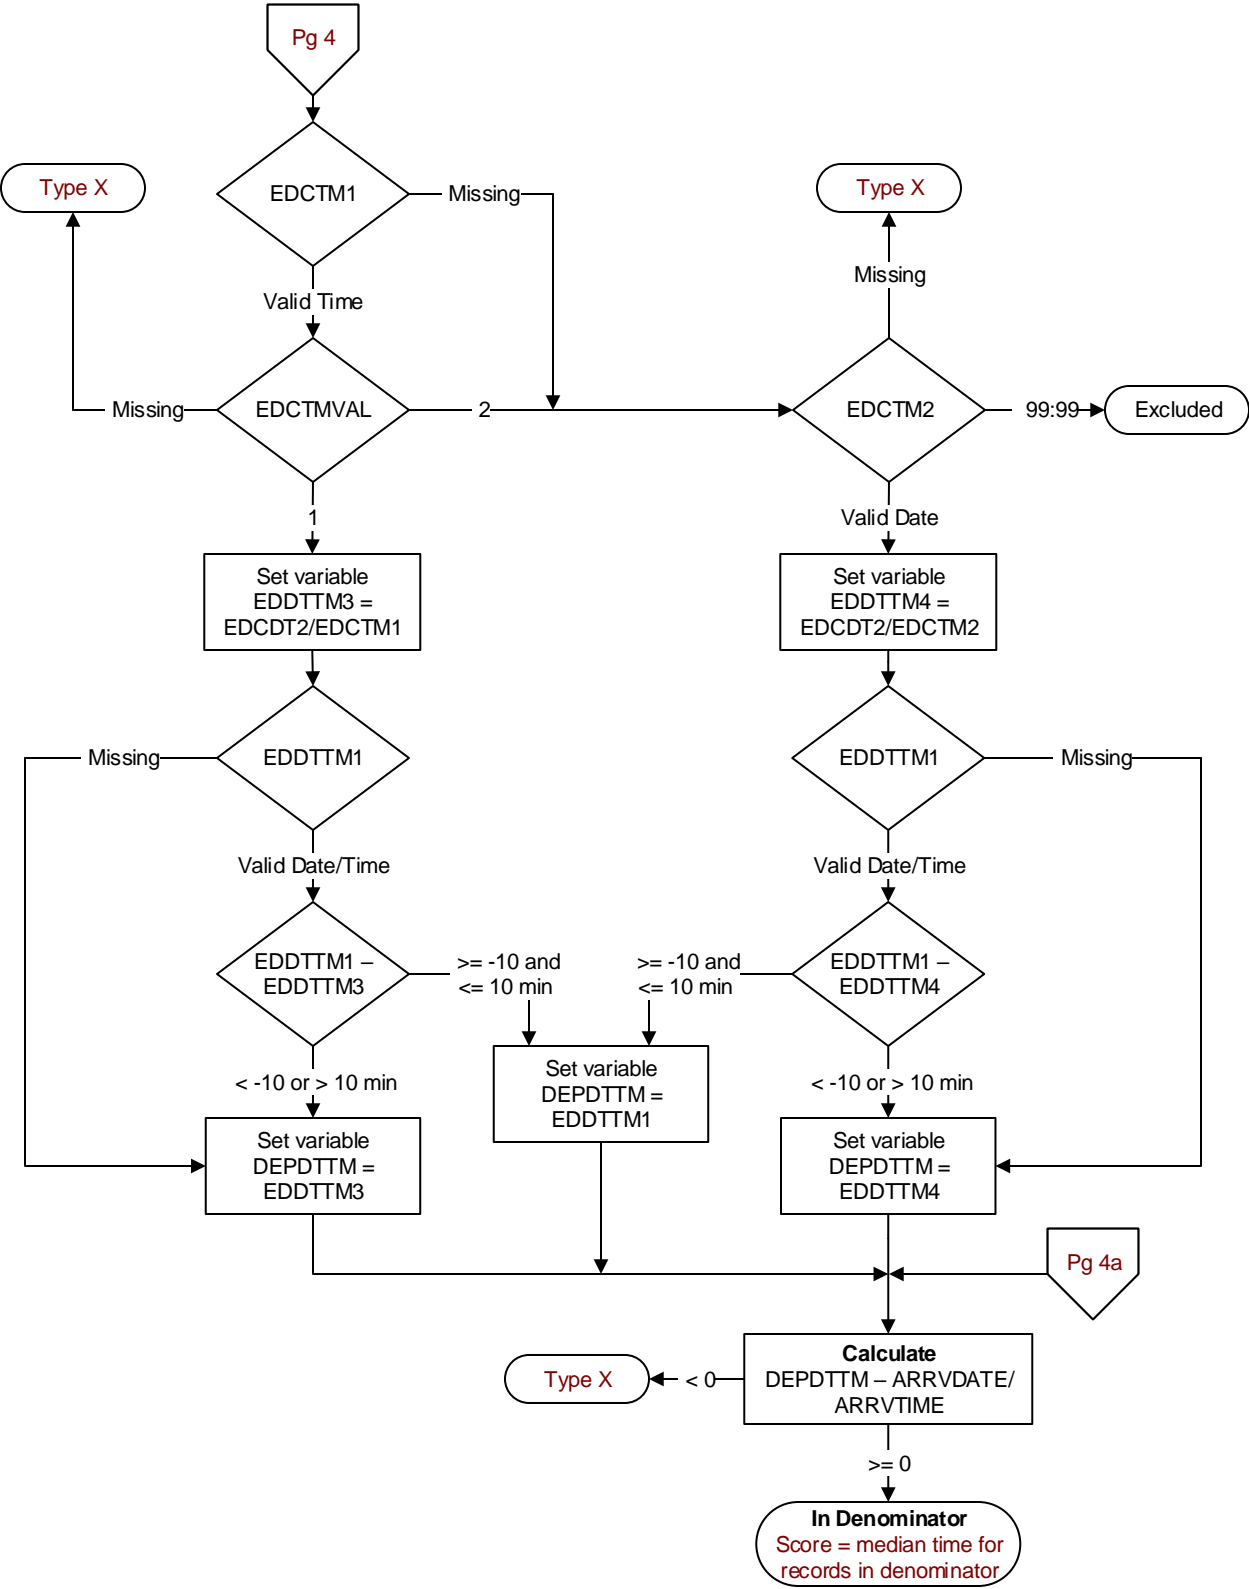 Pg 4
EDCTM1
Missing
Type X
Type X
Missing
Valid Time
EDCTMVAL
Missing
2
EDCTM2
99:99
Excluded
1
Valid Date
Set variable
EDDTTM3 =
EDCDT2/EDCTM1
Set variable
EDDTTM4 =
EDCDT2/EDCTM2
Missing
EDDTTM1
EDDTTM1
Missing
Valid Date/Time
Valid Date/Time
EDDTTM1 –
EDDTTM3
>= -10 and
<= 10 min
>= -10 and
<= 10 min
EDDTTM1 –
EDDTTM4
< -10 or > 10 min
Set variable
DEPDTTM =
EDDTTM1
< -10 or > 10 min
Set variable
DEPDTTM =
EDDTTM3
Set variable
DEPDTTM =
EDDTTM4
Pg 4a
Calculate
DEPDTTM – ARRVDATE/
ARRVTIME
< 0
Type X
>= 0
In Denominator
Score = median time for
records in denominator